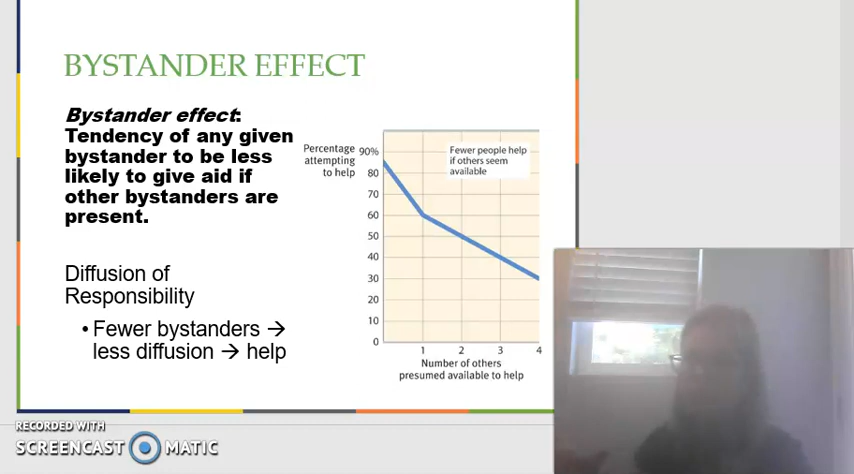 BYSTANDER EFFECT
Bystander effect:
Tendency of any given
bystander to be less
likely to give aid if
other bystanders are
present.
Diffusion of
Responsibility
• Fewer bystanders →
less diffusion → help
Percentage
attempting
to help
90%
80
70
60
50
40
30
20
10
0
Fewer people help
if others seem
available
1 2 3 4
Number of others
presumed available to help
RECORDED WITH
SCREENCAST MATIC